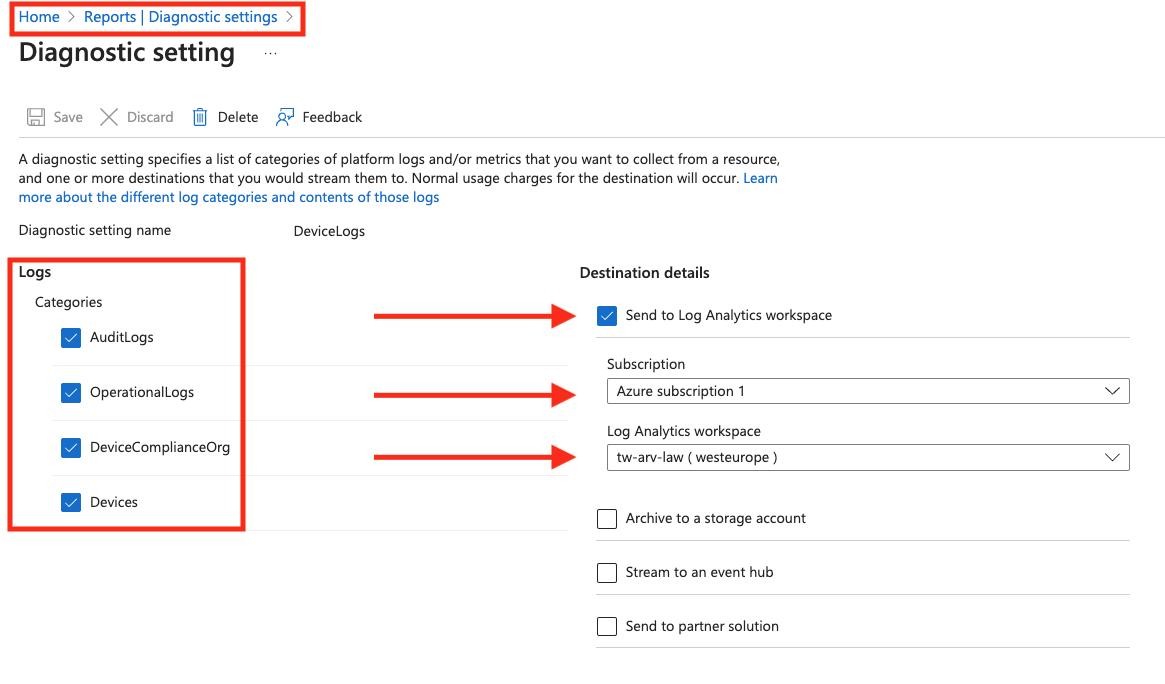 Home > Reports | Diagnostic settings >
Diagnostic setting ...
Save Discard Delete Feedback
A diagnostic setting specifies a list of categories of platform logs and/or metrics that you want to collect from a resource,
and one or more destinations that you would stream them to. Normal usage charges for the destination will occur. Learn
more about the different log categories and contents of those logs
Diagnostic setting name DeviceLogs
Logs
Categories
AuditLogs
OperationalLogs
DeviceComplianceOrg
Devices
Destination details
Send to Log Analytics workspace
Subscription
Azure subscription 1
Log Analytics workspace
tw-arv-law ( westeurope )
Archive to a storage account
Stream to an event hub
Send to partner solution